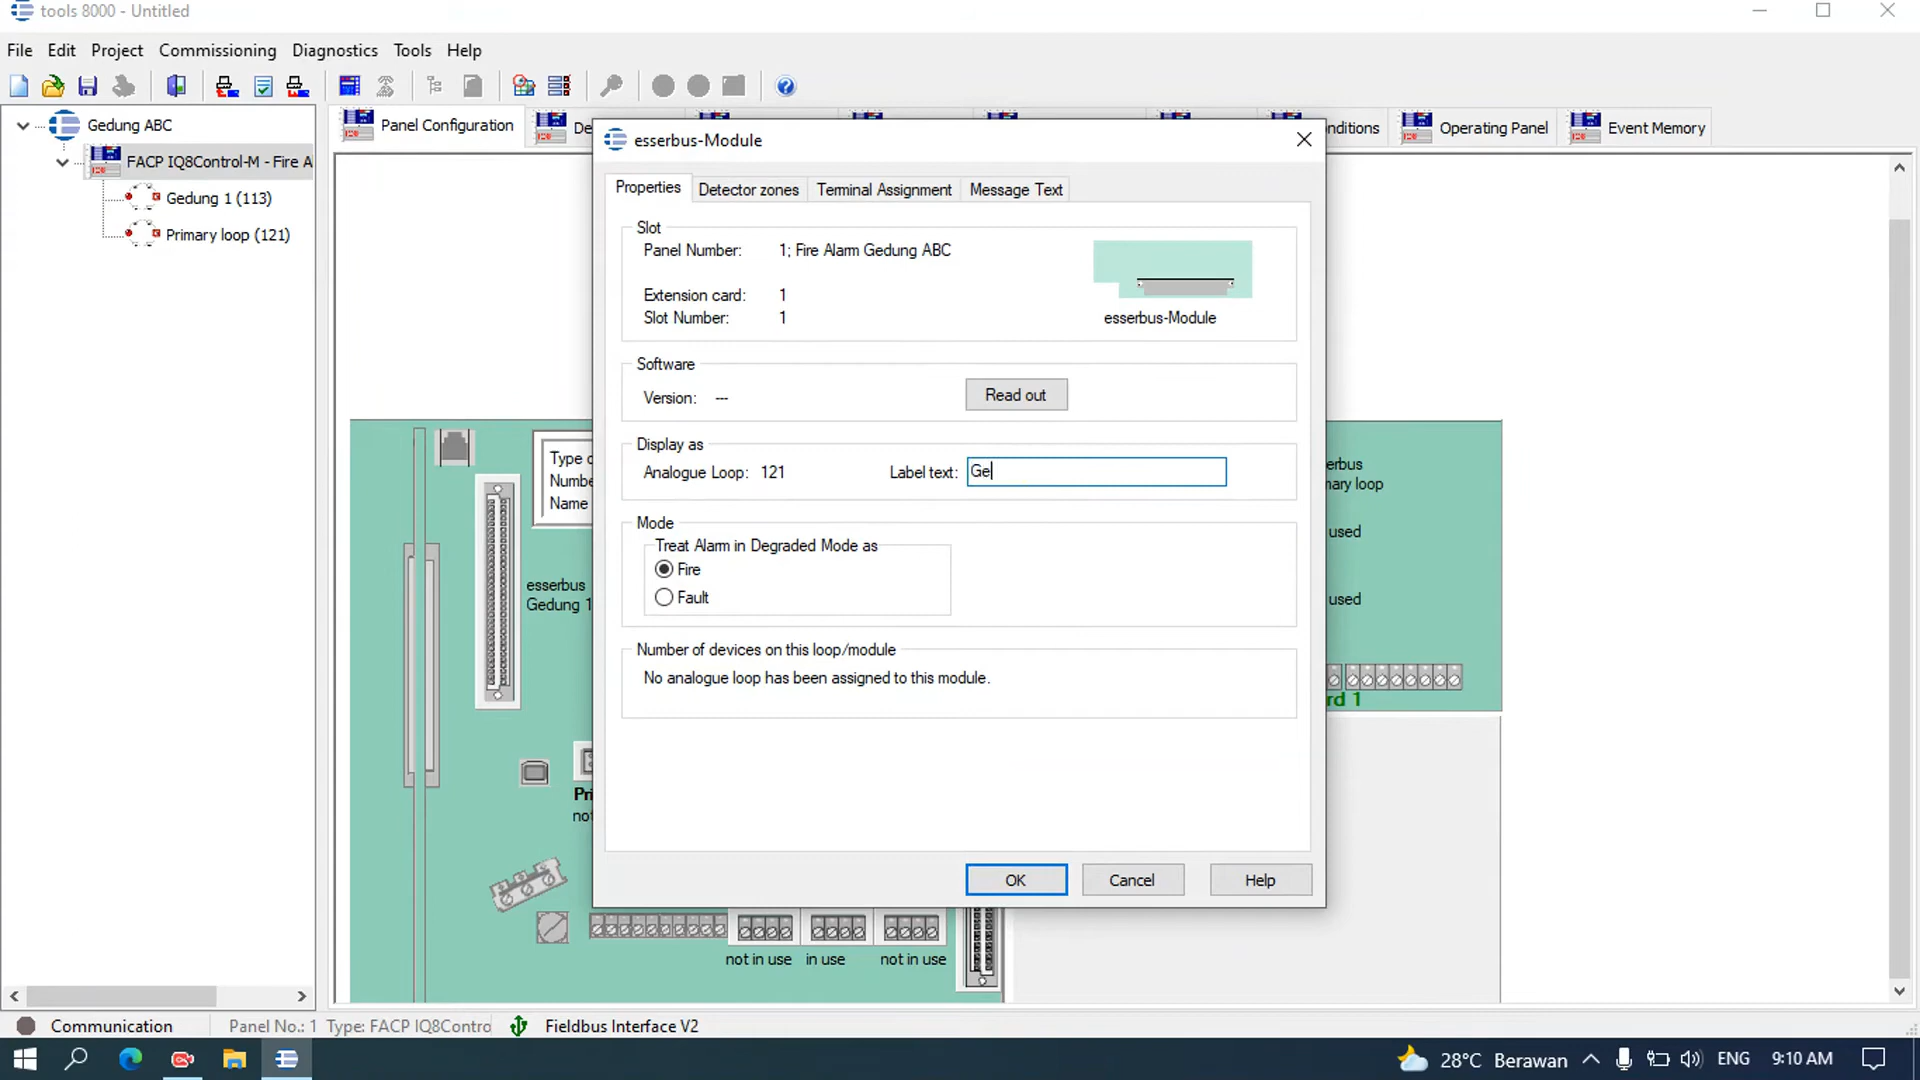 tools 8000 - Untitled
File Edit Project Commissioning Diagnostics Tools Help
Gedung ABC
FACP IQ8Control-M - Fire A
Gedung 1 (113)
Primary loop (121)
Panel Configuration
De
nditions
Operating Panel
Event Memory
esserbus-Module
Properties Detector zones Terminal Assignment Message Text
Slot
Panel Number: 1; Fire Alarm Gedung ABC
Extension card: 1
Slot Number: 1
esserbus-Module
Software
Version: --- Read out
Display as
Analogue Loop: 121 Label text: Ge
Mode
Treat Alarm in Degraded Mode as
Fire
Fault
Number of devices on this loop/module
No analogue loop has been assigned to this module.
OK Cancel Help
Type o
Numbe
Name
esserbus
Gedung 1
Pri
not
erbus
nary loop
used
used
rd 1
not in use in use not in use
Communication Panel No.: 1 Type: FACP IQ8Contro Fieldbus Interface V2
28°C Berawan ENG 9:10 AM